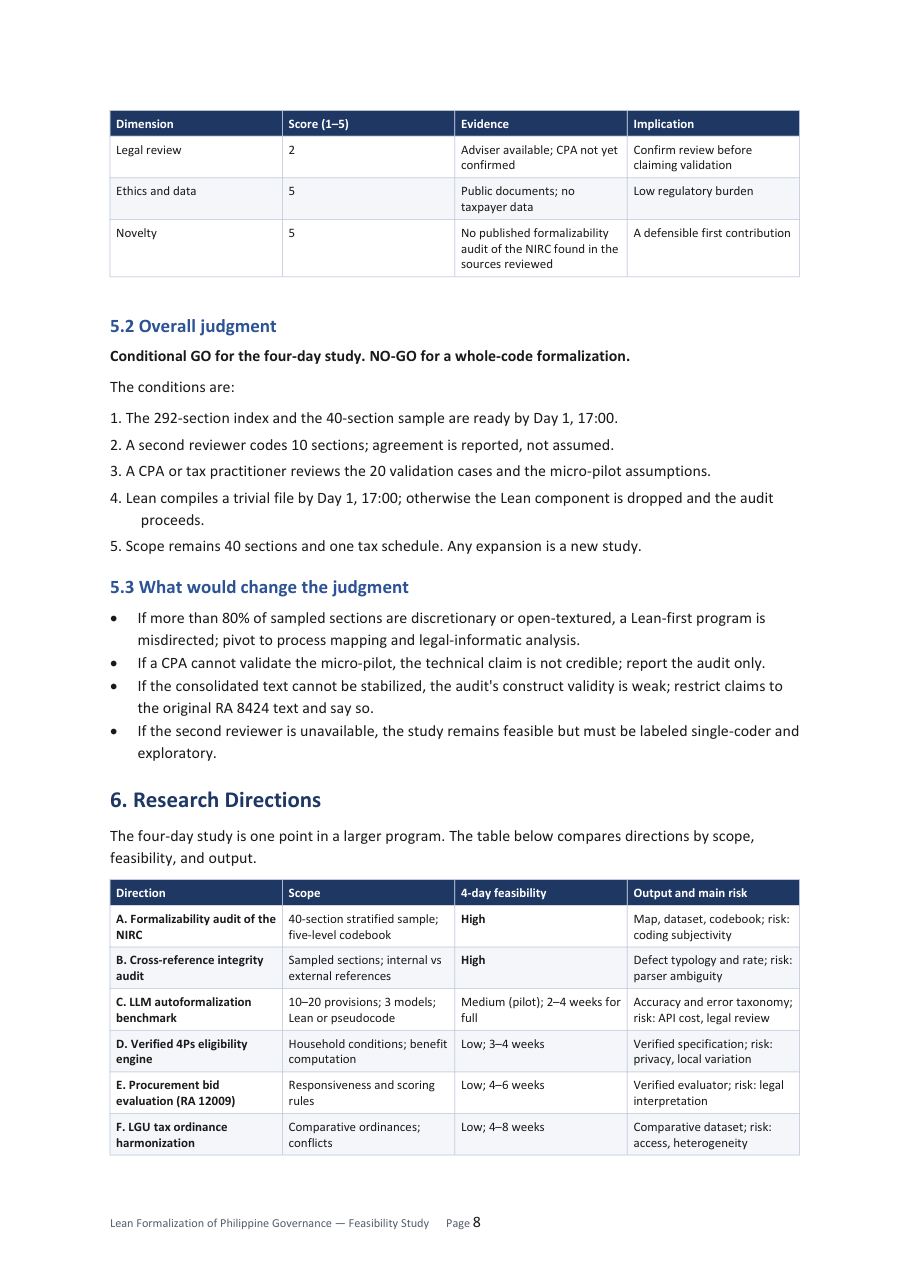 Dimension Score (1–5) Evidence Implication
Legal review 2 Adviser available; CPA not yet confirmed Confirm review before claiming validation
Ethics and data 5 Public documents; no taxpayer data Low regulatory burden
Novelty 5 No published formalizability audit of the NIRC found in the sources reviewed A defensible first contribution
5.2 Overall judgment
Conditional GO for the four-day study. NO-GO for a whole-code formalization.
The conditions are:
1. The 292-section index and the 40-section sample are ready by Day 1, 17:00.
2. A second reviewer codes 10 sections; agreement is reported, not assumed.
3. A CPA or tax practitioner reviews the 20 validation cases and the micro-pilot assumptions.
4. Lean compiles a trivial file by Day 1, 17:00; otherwise the Lean component is dropped and the audit
proceeds.
5. Scope remains 40 sections and one tax schedule. Any expansion is a new study.
5.3 What would change the judgment
• If more than 80% of sampled sections are discretionary or open-textured, a Lean-first program is
misdirected; pivot to process mapping and legal-informatic analysis.
• If a CPA cannot validate the micro-pilot, the technical claim is not credible; report the audit only.
• If the consolidated text cannot be stabilized, the audit's construct validity is weak; restrict claims to
the original RA 8424 text and say so.
• If the second reviewer is unavailable, the study remains feasible but must be labeled single-coder and
exploratory.
6. Research Directions
The four-day study is one point in a larger program. The table below compares directions by scope,
feasibility, and output.
Direction Scope 4-day feasibility Output and main risk
A. Formalizability audit of the NIRC 40-section stratified sample; five-level codebook High Map, dataset, codebook; risk: coding subjectivity
B. Cross-reference integrity audit Sampled sections; internal vs external references High Defect typology and rate; risk: parser ambiguity
C. LLM autoformalization benchmark 10–20 provisions; 3 models; Lean or pseudocode Medium (pilot); 2–4 weeks for full Accuracy and error taxonomy; risk: API cost, legal review
D. Verified 4Ps eligibility engine Household conditions; benefit computation Low; 3–4 weeks Verified specification; risk: privacy, local variation
E. Procurement bid evaluation (RA 12009) Responsiveness and scoring rules Low; 4–6 weeks Verified evaluator; risk: legal interpretation
F. LGU tax ordinance harmonization Comparative ordinances; conflicts Low; 4–8 weeks Comparative dataset; risk: access, heterogeneity
Lean Formalization of Philippine Governance — Feasibility Study Page 8